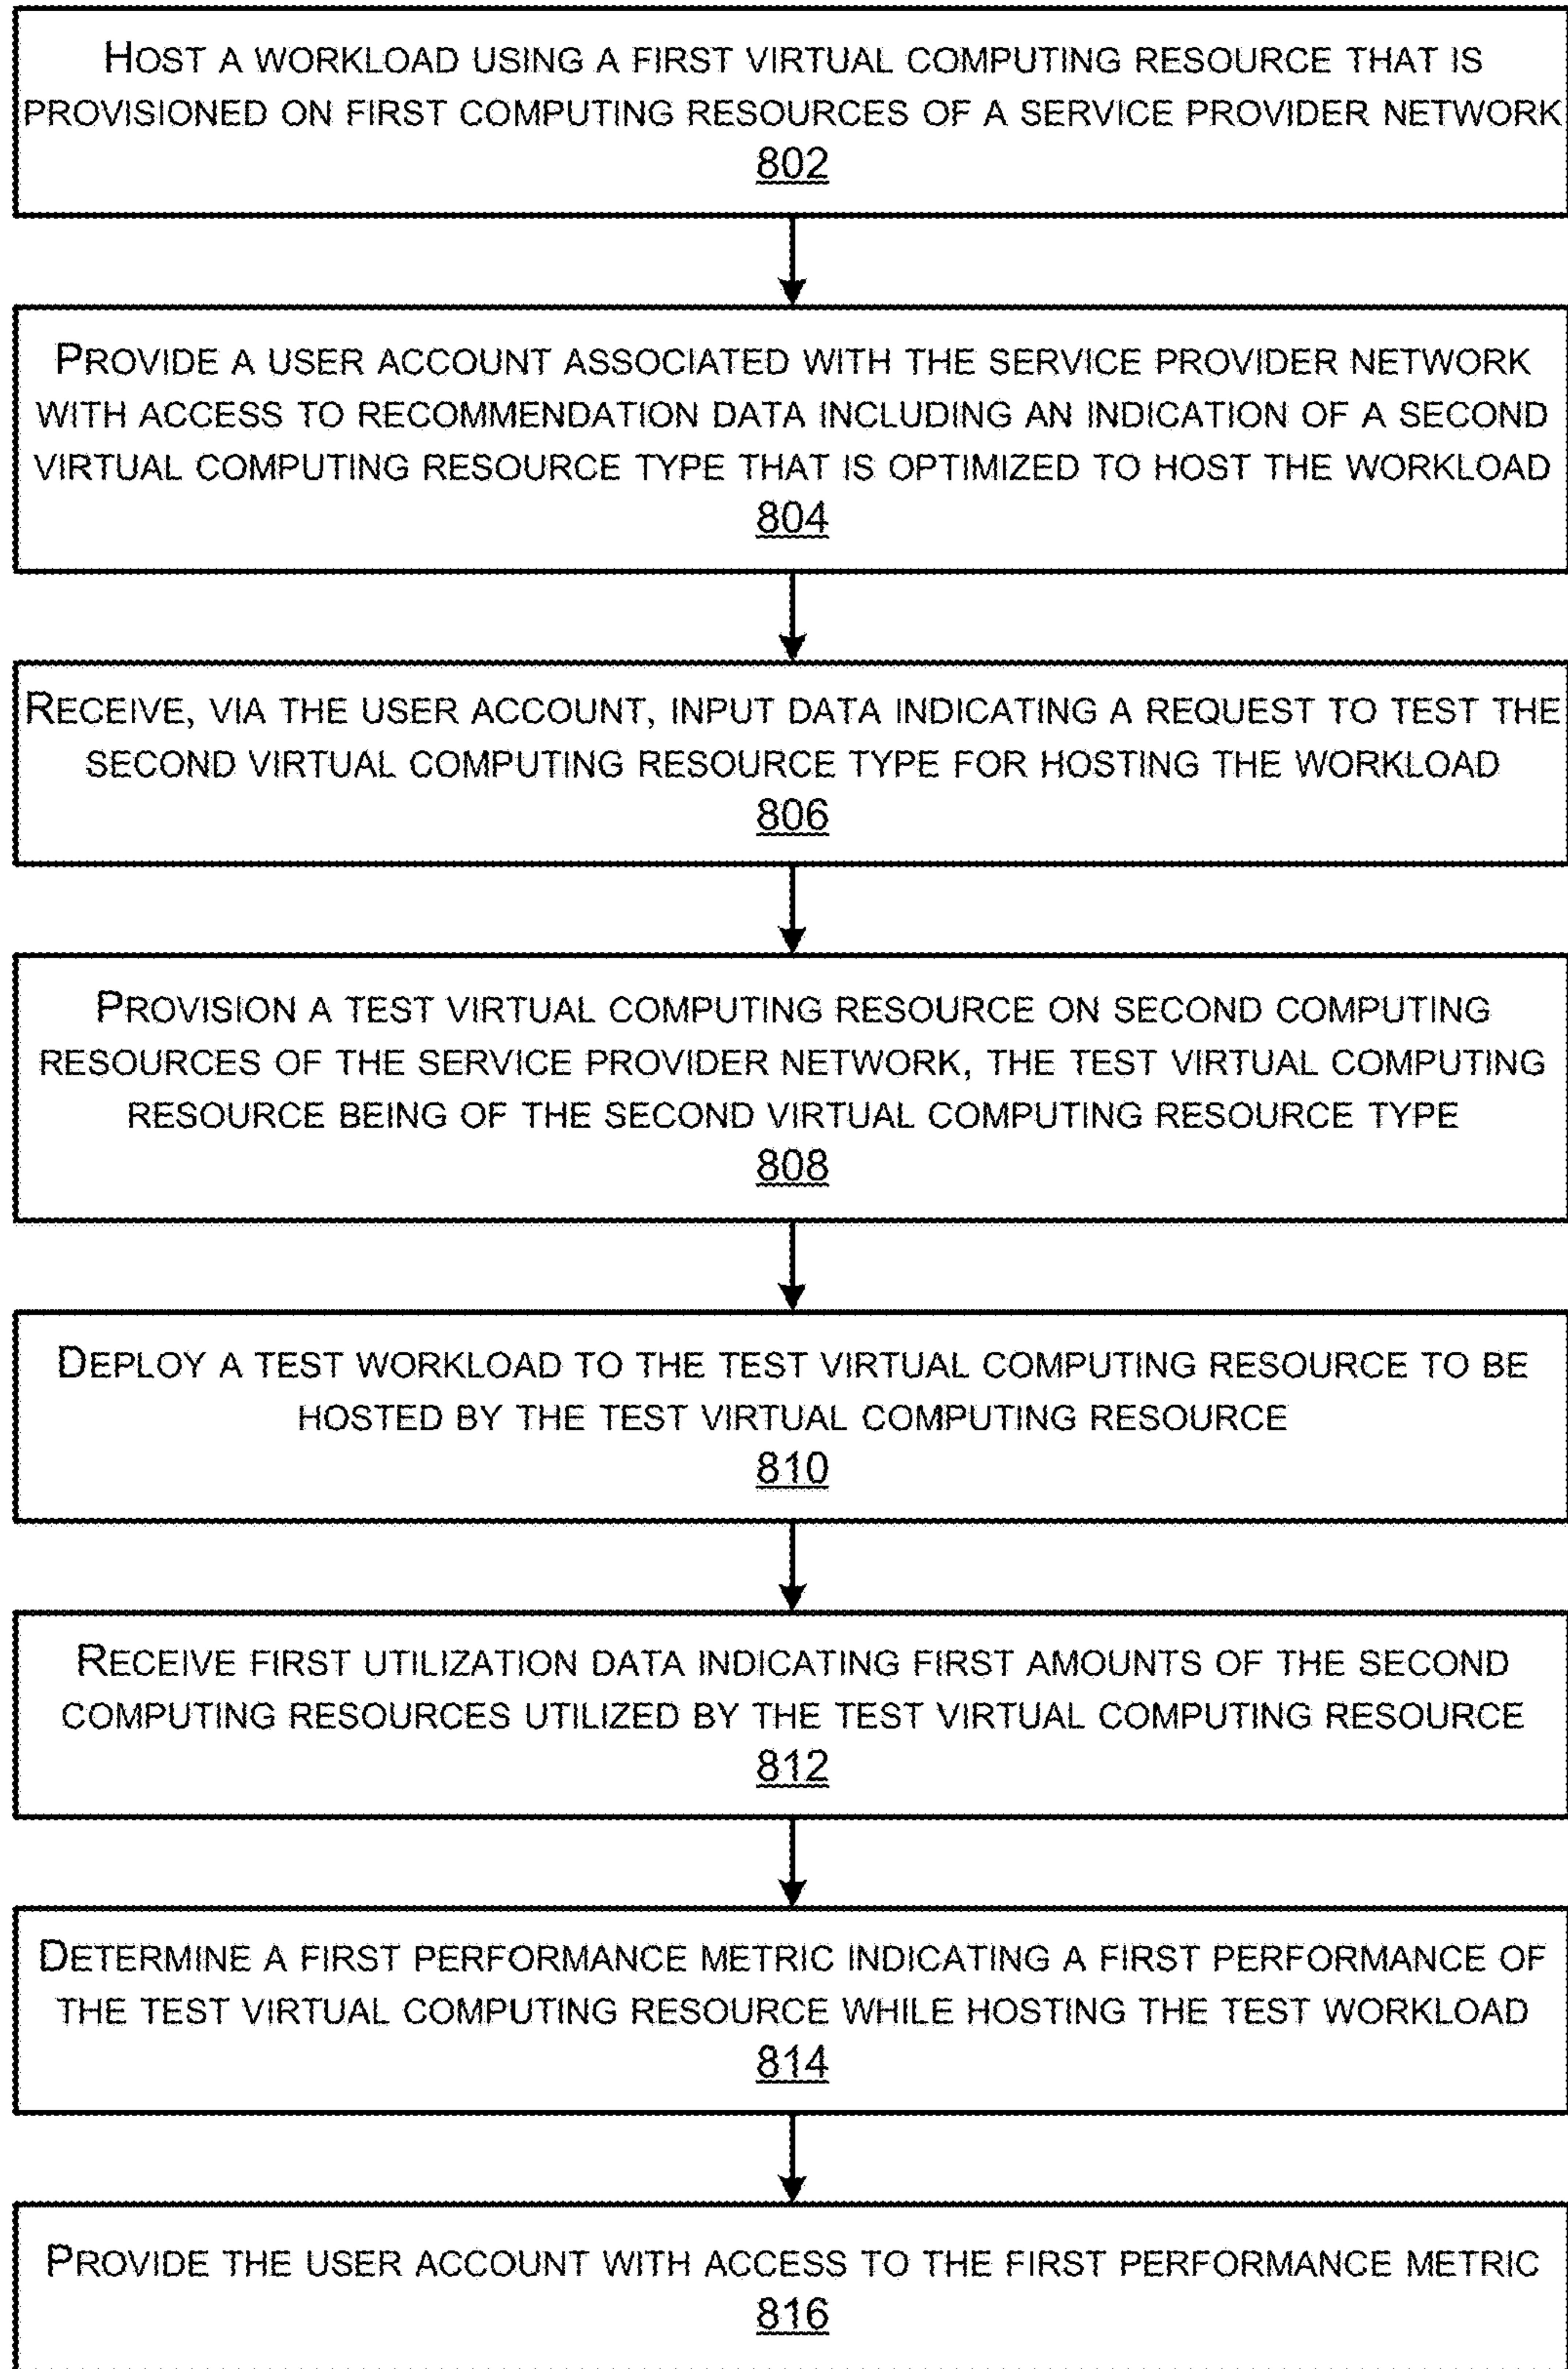 HOST A WORKLOAD USING A FIRST VIRTUAL COMPUTING RESOURCE THAT IS
PROVISIONED ON FIRST COMPUTING RESOURCES OF A SERVICE PROVIDER NETWORK
802
PROVIDE A USER ACCOUNT ASSOCIATED WITH THE SERVICE PROVIDER NETWORK
WITH ACCESS TO RECOMMENDATION DATA INCLUDING AN INDICATION OF A SECOND
VIRTUAL COMPUTING RESOURCE TYPE THAT IS OPTIMIZED TO HOST THE WORKLOAD
804
RECEIVE, VIA THE USER ACCOUNT, INPUT DATA INDICATING A REQUEST TO TEST THE
SECOND VIRTUAL COMPUTING RESOURCE TYPE FOR HOSTING THE WORKLOAD
806
PROVISION A TEST VIRTUAL COMPUTING RESOURCE ON SECOND COMPUTING
RESOURCES OF THE SERVICE PROVIDER NETWORK, THE TEST VIRTUAL COMPUTING
RESOURCE BEING OF THE SECOND VIRTUAL COMPUTING RESOURCE TYPE
808
DEPLOY A TEST WORKLOAD TO THE TEST VIRTUAL COMPUTING RESOURCE TO BE
HOSTED BY THE TEST VIRTUAL COMPUTING RESOURCE
810
RECEIVE FIRST UTILIZATION DATA INDICATING FIRST AMOUNTS OF THE SECOND
COMPUTING RESOURCES UTILIZED BY THE TEST VIRTUAL COMPUTING RESOURCE
812
DETERMINE A FIRST PERFORMANCE METRIC INDICATING A FIRST PERFORMANCE OF
THE TEST VIRTUAL COMPUTING RESOURCE WHILE HOSTING THE TEST WORKLOAD
814
PROVIDE THE USER ACCOUNT WITH ACCESS TO THE FIRST PERFORMANCE METRIC
816